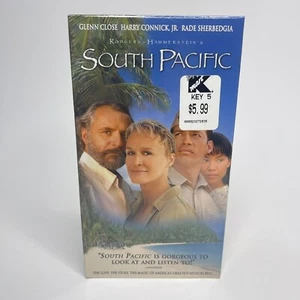 GLENN CLOSE HARRY CONNICK, JR. RADE SHERBEDGIA
RODGERS & HAMMERSTEIN'S
SOUTH PACIFIC
K
KEY 5
$5.99
"SOUTH PACIFIC IS GORGEOUS TO
LOOK AT AND LISTEN TO!"